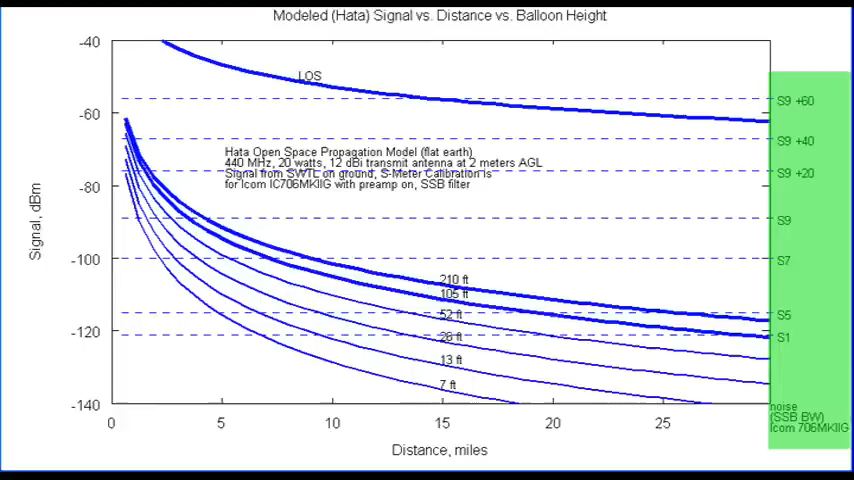 Modeled (Hata) Signal vs. Distance vs. Balloon Height
-40
LOS
S9 +60
-60
S9 +40
Hata Open Space Propagation Model (flat earth)
440 MHz, 20 watts, 12 dBi transmit antenna at 2 meters AGL
Signal from SWTL on ground, S-Meter Calibration is
for Icom IC706MKIIG with preamp on, SSB filter
S9 +20
-80
Signal, dBm
S9
-100
S7
210 ft
105 ft
52 ft
S5
-120
26 ft
S1
13 ft
7 ft
-140
noise
(SSB BW)
Icom 706MKIIG
0 5 10 15 20 25
Distance, miles